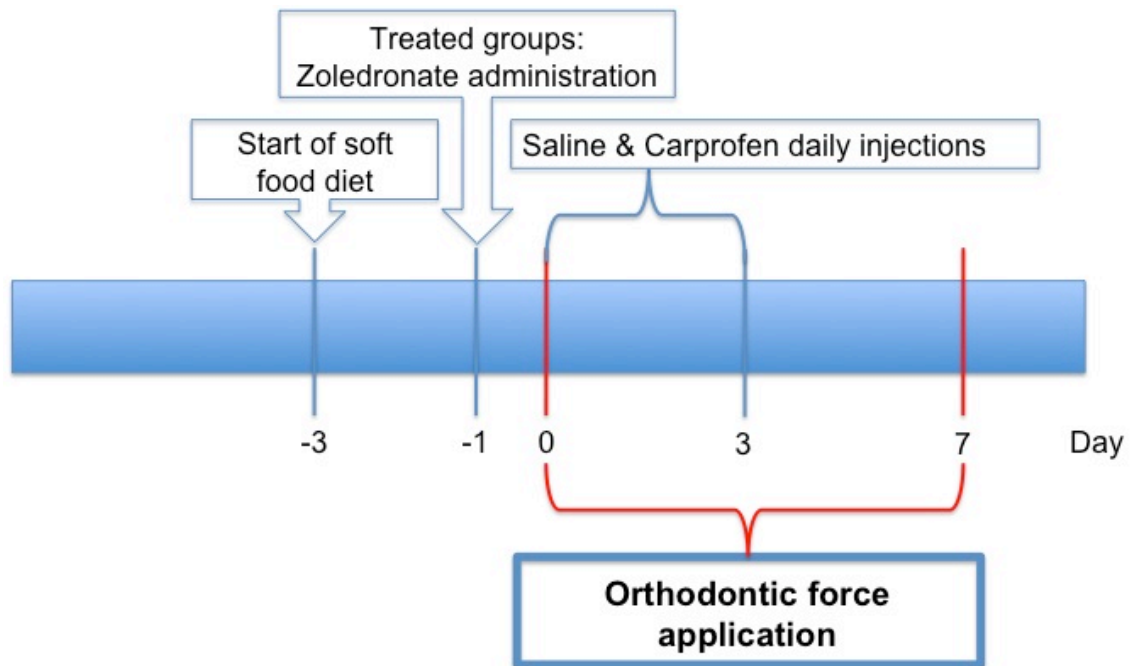 Treated groups:
Zoledronate administration
Start of soft
food diet
Saline & Carprofen daily injections
-3
-1
0
3
7
Day
Orthodontic force
application